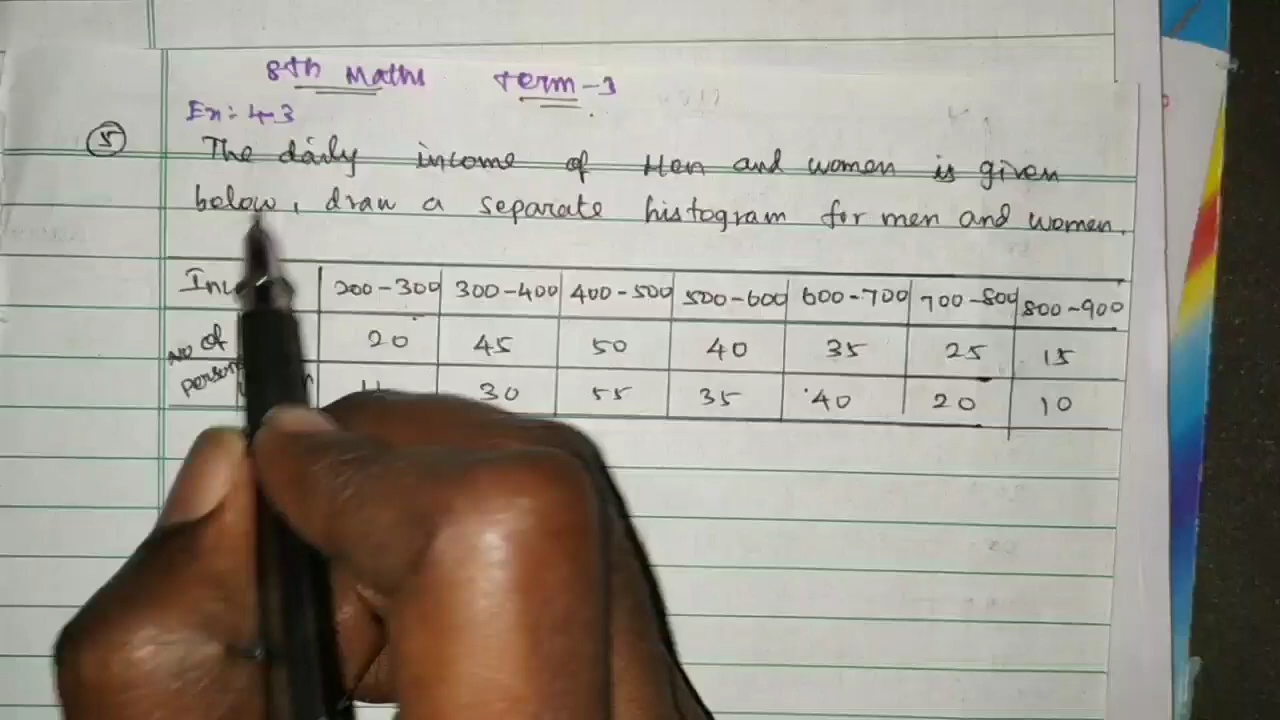 8th Maths Term-3
Ex: 4.3
5 The daily income of Men and women is given
below, draw a separate histogram for men and women.
200-300 300-400 400-500 500-600 600-700 700-800 800-900
No of 20 45 50 40 35 25 15
30 55 35 40 20 10